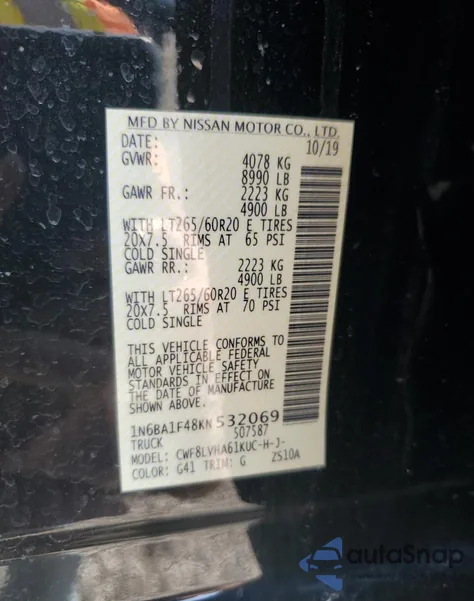 MFD BY NISSAN MOTOR CO., LTD.
DATE: 10/19
GVWR: 4078 KG
8990 LB
GAWR FR.: 2223 KG
4900 LB
WITH LT265/60R20 E TIRES
20X7.5 RIMS AT 65 PSI
COLD SINGLE
GAWR RR.: 2223 KG
4900 LB
WITH LT265/60R20 E TIRES
20X7.5 RIMS AT 70 PSI
COLD SINGLE
THIS VEHICLE CONFORMS TO
ALL APPLICABLE FEDERAL
MOTOR VEHICLE SAFETY
STANDARDS IN EFFECT ON
THE DATE OF MANUFACTURE
SHOWN ABOVE.
1N6BA1F48KN532069
TRUCK 507587
MODEL: CWF8LVHA61KUC-H-J-
COLOR: G41 TRIM: G ZS10A
autoSnap